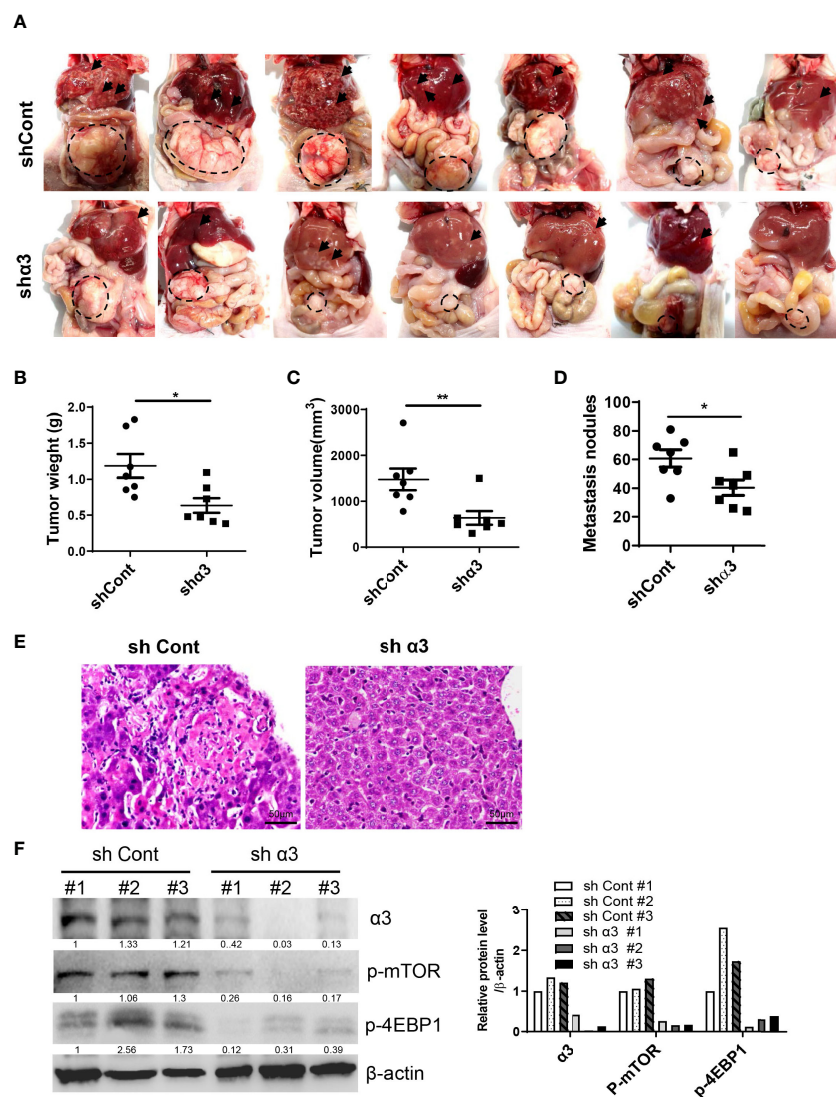 A
shCont
shα3
B
Tumor wieght (g)
2.0
1.5
1.0
0.5
0.0
*
shCont
shα3
C
Tumor volume(mm3)
3000
2000
1000
0
**
shCont
shα3
D
Metastasis nodules
100
80
60
40
20
0
*
shCont
shα3
E
sh Cont
sh α3
50μm
50μm
F
sh Cont
sh α3
#1 #2 #3 #1 #2 #3
α3
1 1.33 1.21 0..42 0.03 0.13
p-mTOR
1 1.06 1.3 0.26 0.16 0.17
p-4EBP1
1 2.56 1.73 0.12 0.31 0.39
β-actin
sh Cont #1
sh Cont #2
sh Cont #3
sh α3 #1
sh α3 #2
sh α3 #3
Relative protein level
/β-actin
3
2
1
0
α3
P-mTOR
p-4EBP1